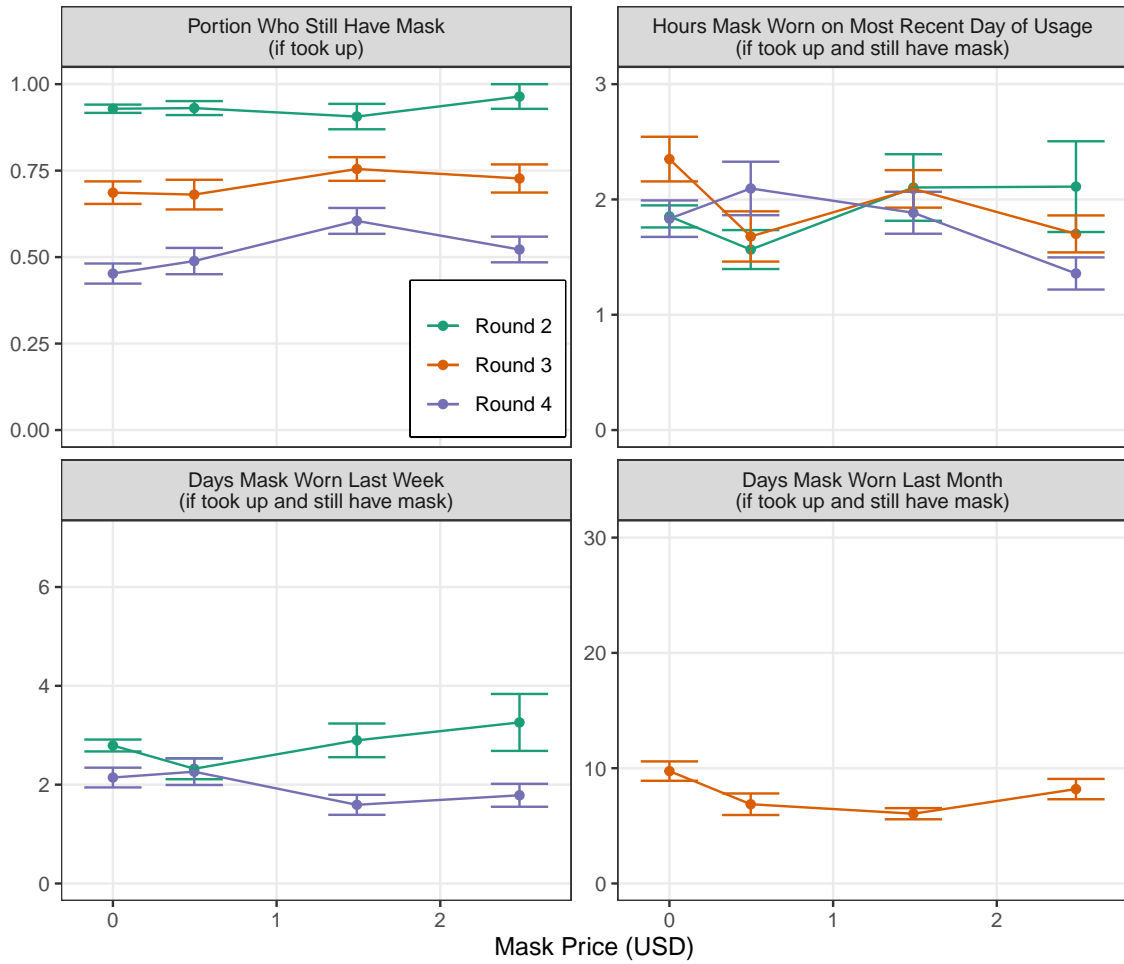 Portion Who Still Have Mask
(if took up)
1.00
0.75
0.50
0.25
0.00
Round 2
Round 3
Round 4
Hours Mask Worn on Most Recent Day of Usage
(if took up and still have mask)
3
2
1
0
Days Mask Worn Last Week
(if took up and still have mask)
6
4
2
0
0 1 2
Days Mask Worn Last Month
(if took up and still have mask)
30
20
10
0
0 1 2
Mask Price (USD)